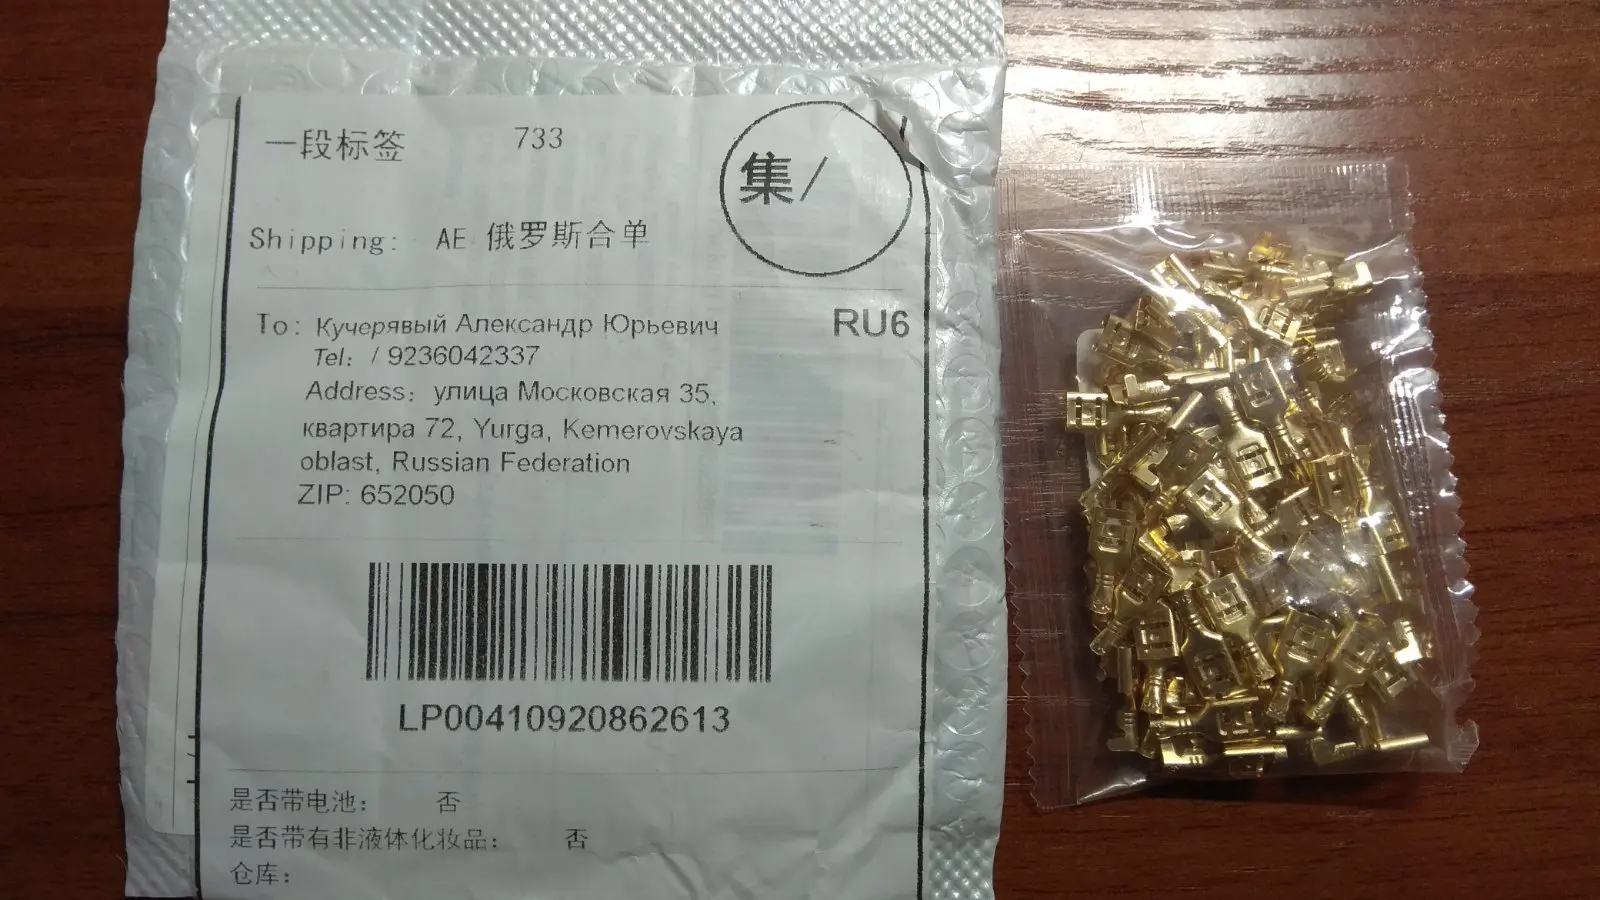 一段标签 733
集/
Shipping: AE 俄罗斯合单
To: Кучерявый Александр Юрьевич RU6
Tel: / 9236042337
Address: улица Московская 35,
квартира 72, Yurga, Kemerovskaya
oblast, Russian Federation
ZIP: 652050
LP00410920862613
是否带电池: 否
是否带有非液体化妆品: 否
仓库: